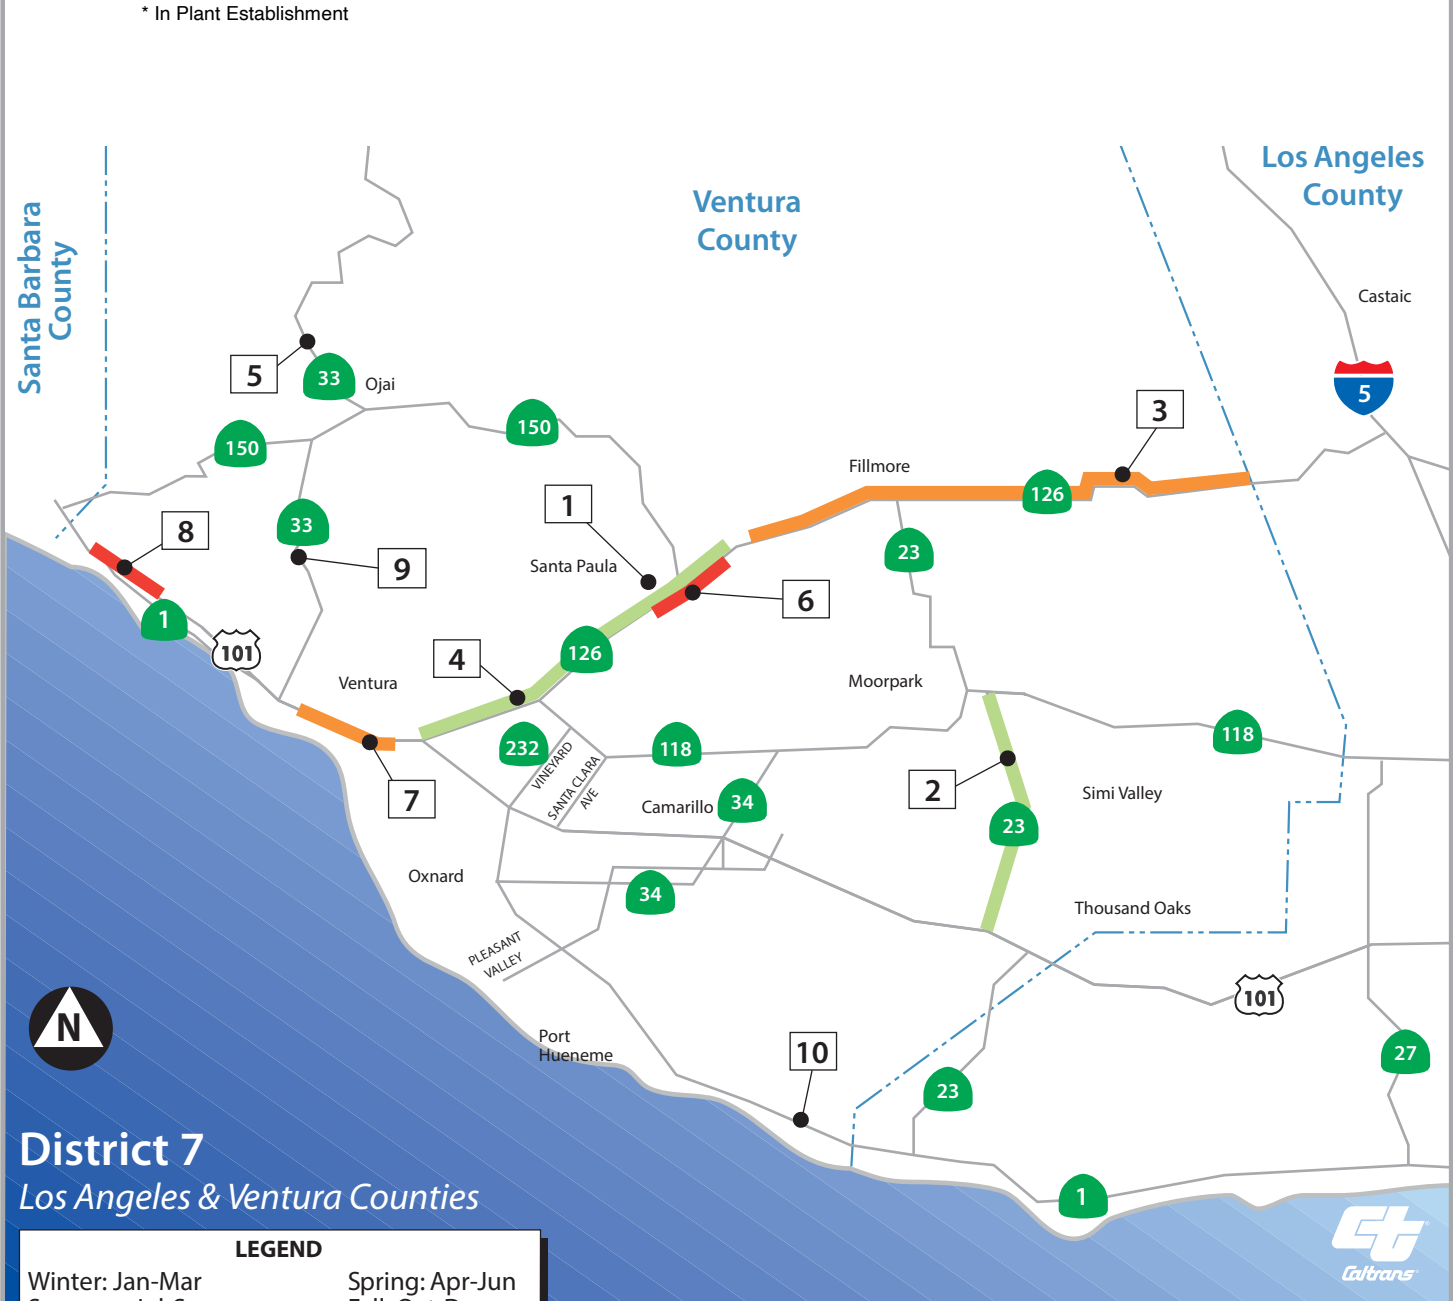 * In Plant Establishment
Santa Barbara
County
Ventura
County
Los Angeles
County
Castaic
5
5
33
Ojai
150
150
3
Fillmore
126
1
8
33
9
Santa Paula
23
6
1
101
126
4
Ventura
Moorpark
232
VINEYARD
SANTA CLARA
AVE
118
118
7
Camarillo
34
2
Simi Valley
23
Oxnard
34
Thousand Oaks
PLEASANT
VALLEY
101
N
Port
Hueneme
10
27
23
District 7
Los Angeles & Ventura Counties
1
LEGEND
Winter: Jan-Mar
Spring: Apr-Jun
Caltrans